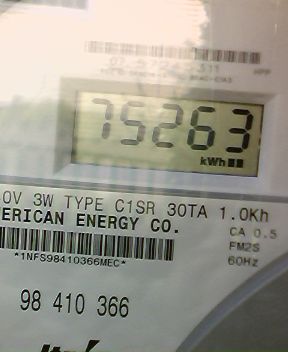 75263
kWh
0V 3W TYPE C1SR 30TA 1.0Kh
ERICAN ENERGY CO.
CA 0.5
FM2S
*1NFS98410366MEC*
60Hz
98 410 366